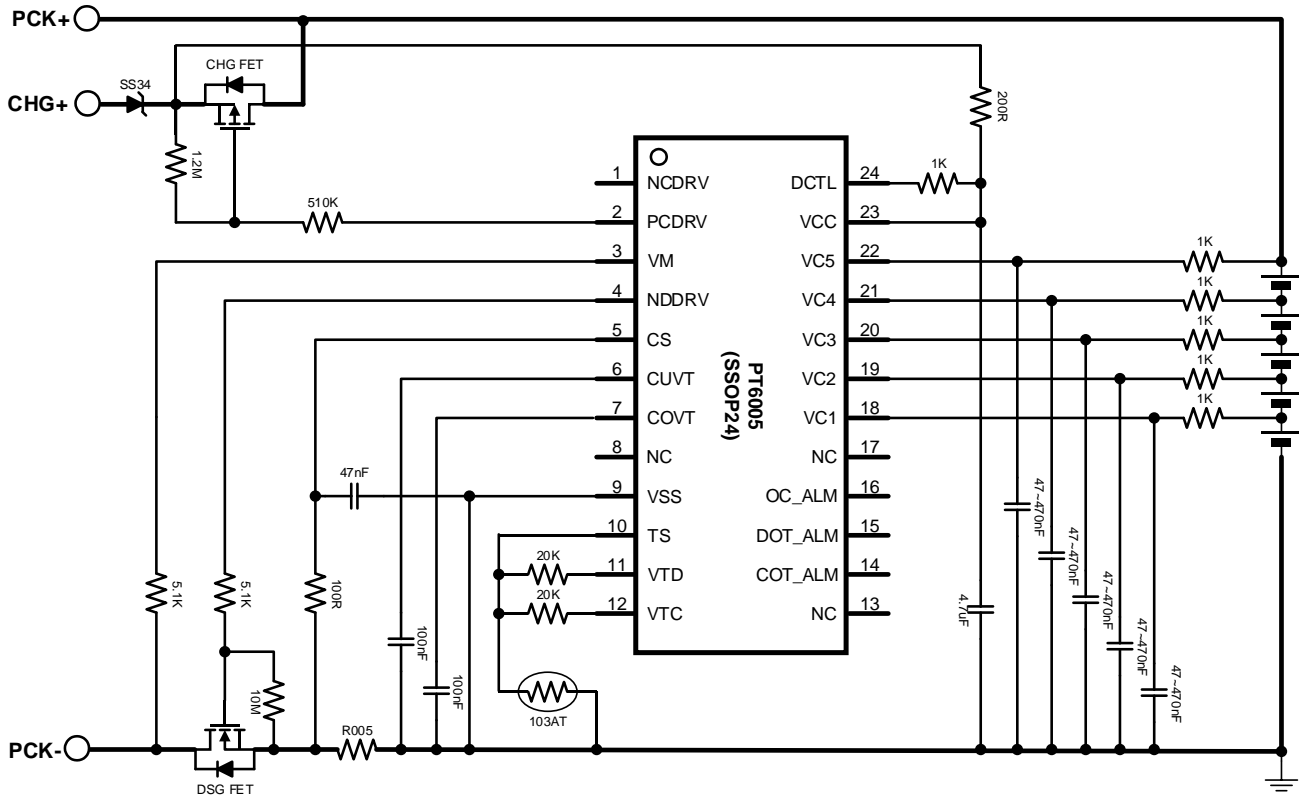 PCK+
CHG+
SS34
CHG FET
1.2M
510K
200R
1K
1 NCDRV
2 PCDRV
3 VM
4 NDDRV
5 CS
6 CUVT
7 COVT
8 NC
9 VSS
10 TS
11 VTD
12 VTC
PT6005
(SSOP24)
DCTL 24
VCC 23
VC5 22
VC4 21
VC3 20
VC2 19
VC1 18
NC 17
OC_ALM 16
DOT_ALM 15
COT_ALM 14
NC 13
1K
1K
1K
1K
1K
47nF
20K
20K
5.1K
5.1K
100R
100nF
100nF
103AT
4.7uF
47~470nF
47~470nF
47~470nF
47~470nF
47~470nF
10M
R005
PCK-
DSG FET